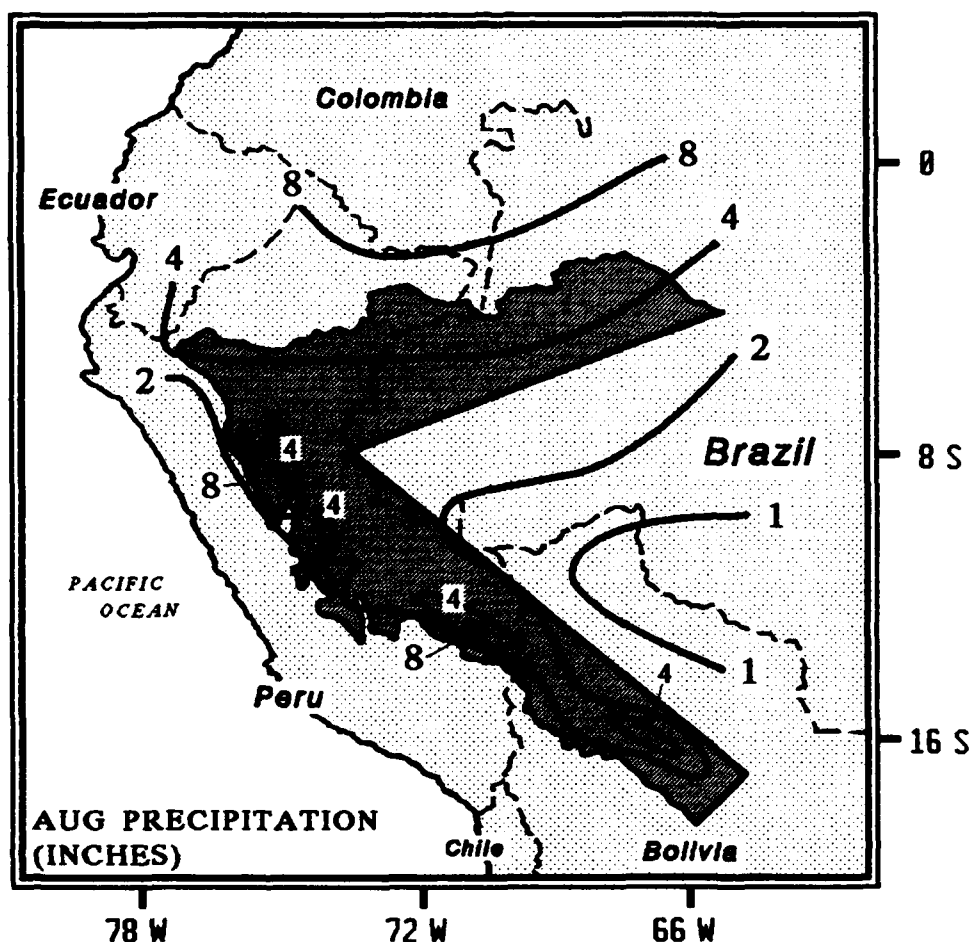 Colombia
8
0
Ecuador
8
4
4
2
2
Brazil
4
8 S
8
4
1
PACIFIC
OCEAN
4
8
1
4
Peru
16 S
AUG PRECIPITATION
(INCHES)
Chile
Bolivia
78 W
72 W
66 W